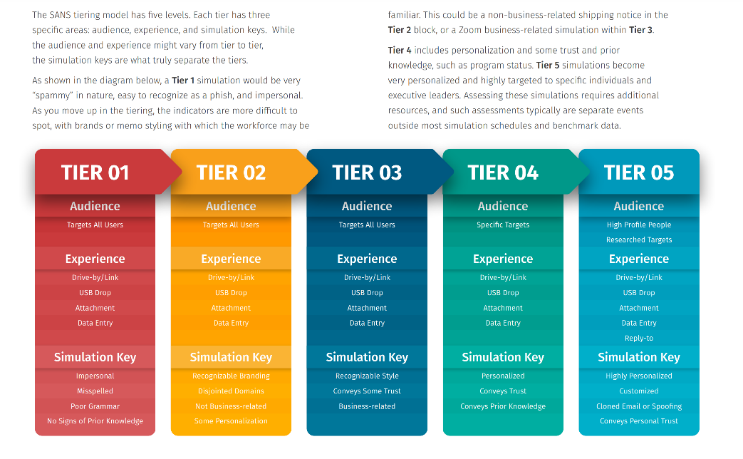 The SANS tiering model has five levels. Each tier has three
specific areas: audience, experience, and simulation keys.  While
the audience and experience might vary from tier to tier,
the simulation keys are what truly separate the tiers.
As shown in the diagram below, a Tier 1 simulation would be very
“spammy” in nature, easy to recognize as a phish, and impersonal.
As you move up in the tiering, the indicators are more difficult to
spot, with brands or memo styling with which the workforce may be
familiar. This could be a non-business-related shipping notice in the
Tier 2 block, or a Zoom business-related simulation within Tier 3.
Tier 4 includes personalization and some trust and prior
knowledge, such as program status. Tier 5 simulations become
very personalized and highly targeted to specific individuals and
executive leaders. Assessing these simulations requires additional
resources, and such assessments typically are separate events
outside most simulation schedules and benchmark data.
TIER 01
Audience
Targets All Users
Experience
Drive-by/Link
USB Drop
Attachment
Data Entry
Simulation Key
Impersonal
Misspelled
Poor Grammar
No Signs of Prior Knowledge
TIER 02
Audience
Targets All Users
Experience
Drive-by/Link
USB Drop
Attachment
Data Entry
Simulation Key
Recognizable Branding
Disjointed Domains
Not Business-related
Some Personalization
TIER 03
Audience
Targets All Users
Experience
Drive-by/Link
USB Drop
Attachment
Data Entry
Simulation Key
Recognizable Style
Conveys Some Trust
Business-related
TIER 04
Audience
Specific Targets
Experience
Drive-by/Link
USB Drop
Attachment
Data Entry
Simulation Key
Personalized
Conveys Trust
Conveys Prior Knowledge
TIER 05
Audience
High Profile People
Researched Targets
Experience
Drive-by/Link
USB Drop
Attachment
Data Entry
Reply-to
Simulation Key
Highly Personalized
Customized
Cloned Email or Spoofing
Conveys Personal Trust